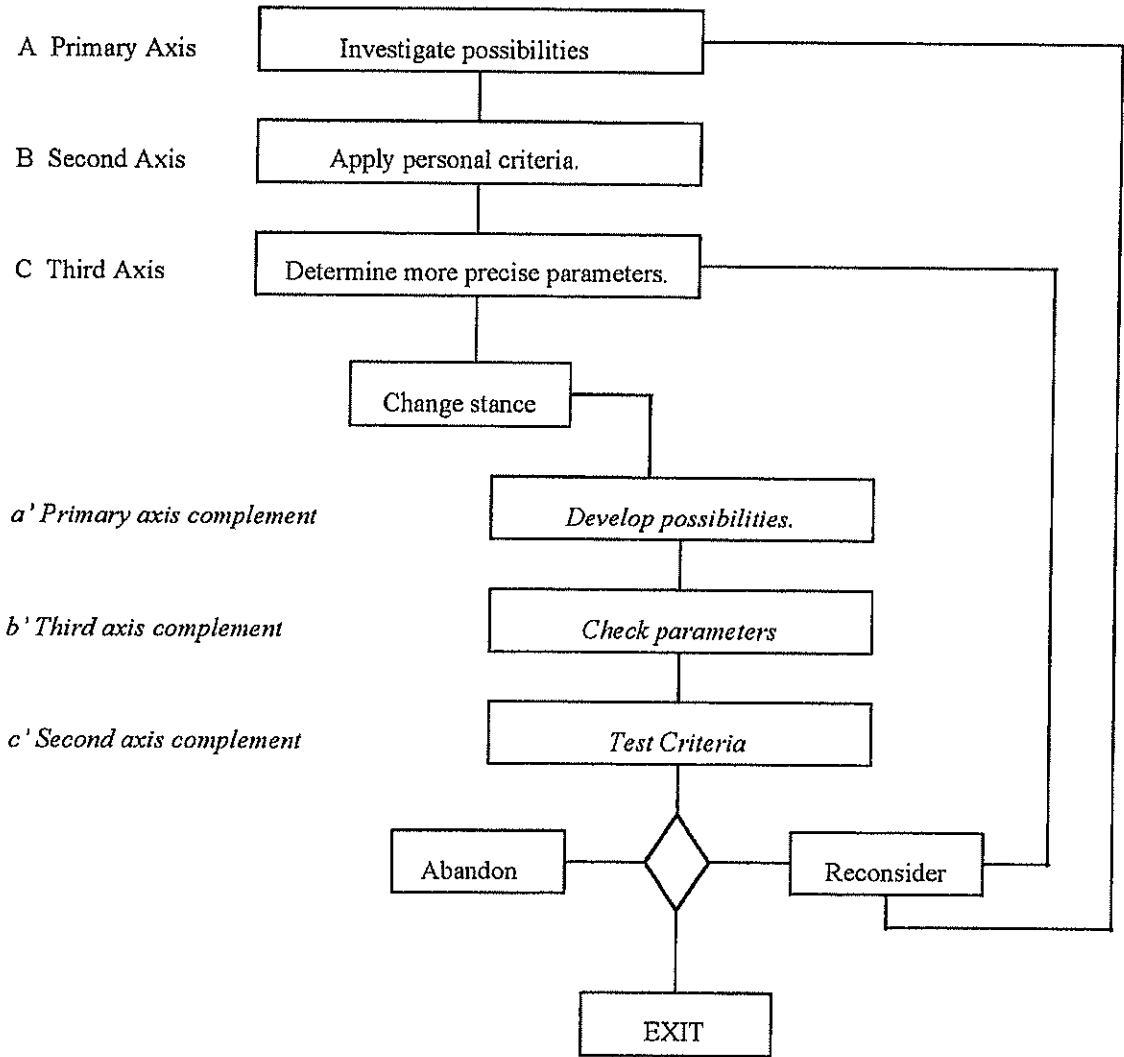 A Primary Axis
Investigate possibilities
B Second Axis
Apply personal criteria.
C Third Axis
Determine more precise parameters.
Change stance
a' Primary axis complement
Develop possibilities.
b' Third axis complement
Check parameters
c' Second axis complement
Test Criteria
Abandon
Reconsider
EXIT